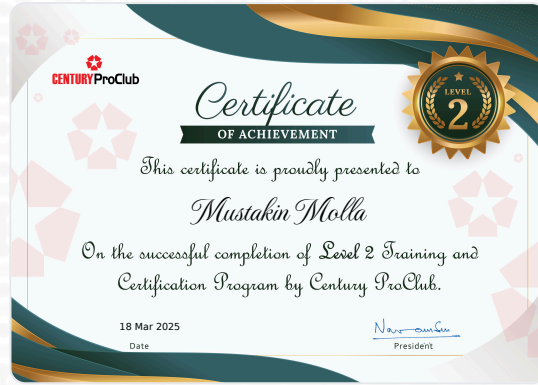 CENTURY ProClub
Certificate
OF ACHIEVEMENT
LEVEL
2
This certificate is proudly presented to
Mustakin Molla
On the successful completion of Level 2 Training and
Certification Program by Century ProClub.
18 Mar 2025
Date
President